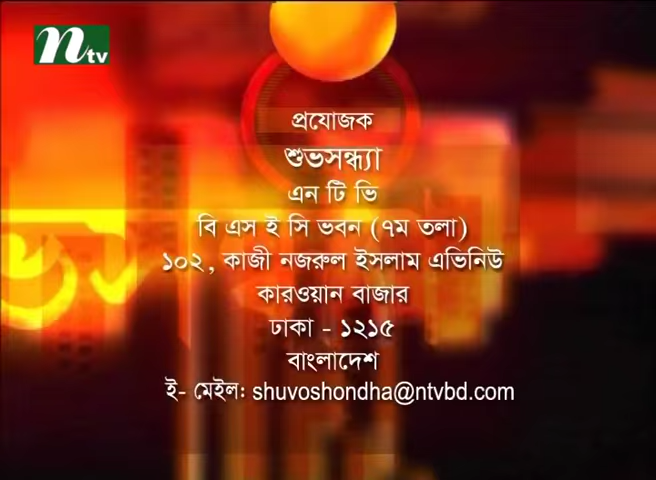 ntv
প্রযোজক
শুভসন্ধ্যা
এন টি ভি
বি এস ই সি ভবন (৭ম তলা)
১০২, কাজী নজরুল ইসলাম এভিনিউ
কারওয়ান বাজার
ঢাকা - ১২১৫
বাংলাদেশ
ই- মেইল: shuvoshondha@ntvbd.com